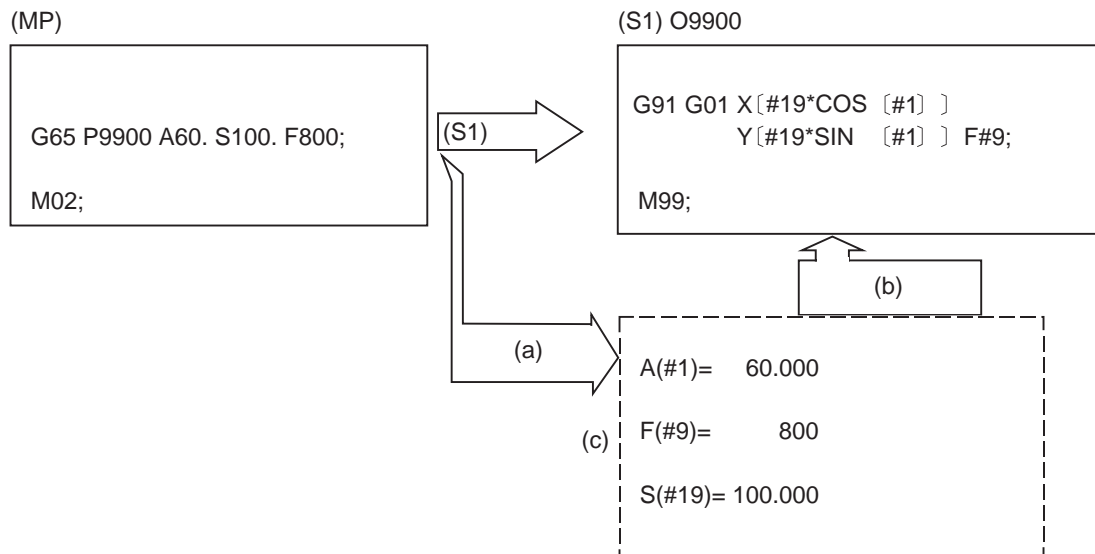 (MP)
G65 P9900 A60. S100. F800;
M02;
(S1)
(S1) O9900
G91 G01 X〔#19*COS 〔#1〕〕
Y〔#19*SIN 〔#1〕〕 F#9;
M99;
(a)
(b)
(c)
A(#1)= 60.000
F(#9)= 800
S(#19)= 100.000